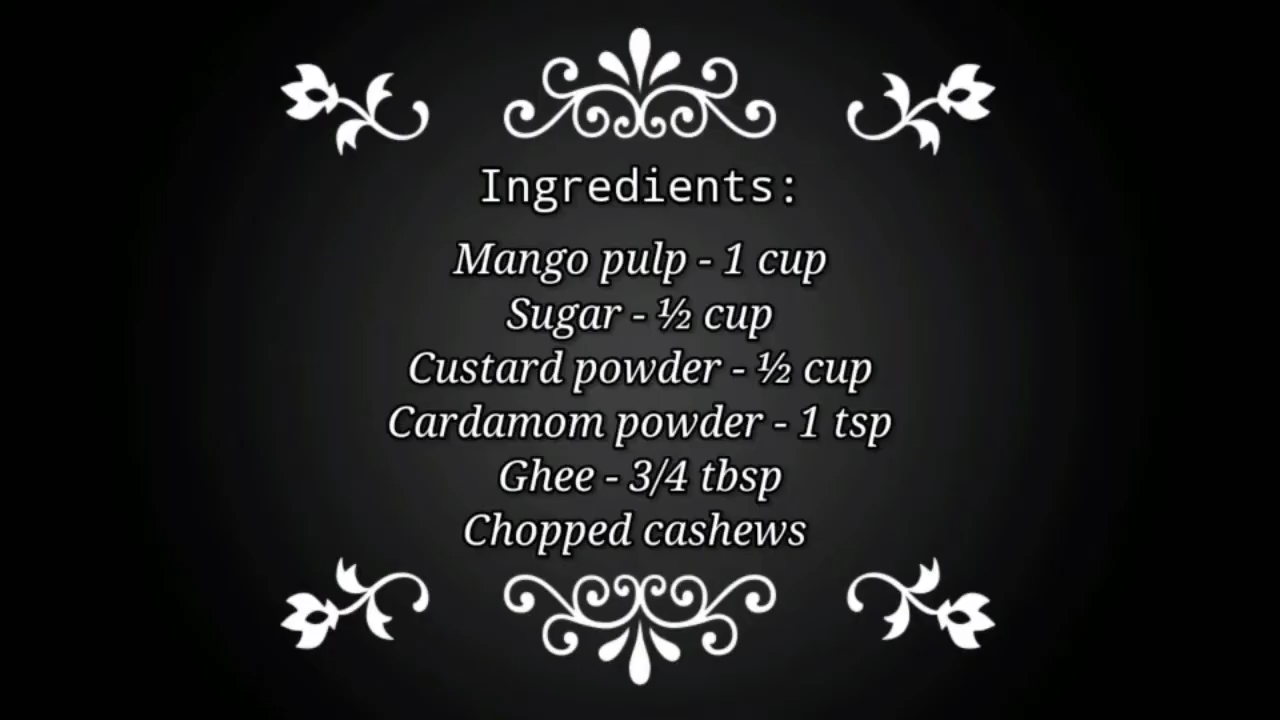 Ingredients:
Mango pulp - 1 cup
Sugar - ½ cup
Custard powder - ½ cup
Cardamom powder - 1 tsp
Ghee - 3/4 tbsp
Chopped cashews